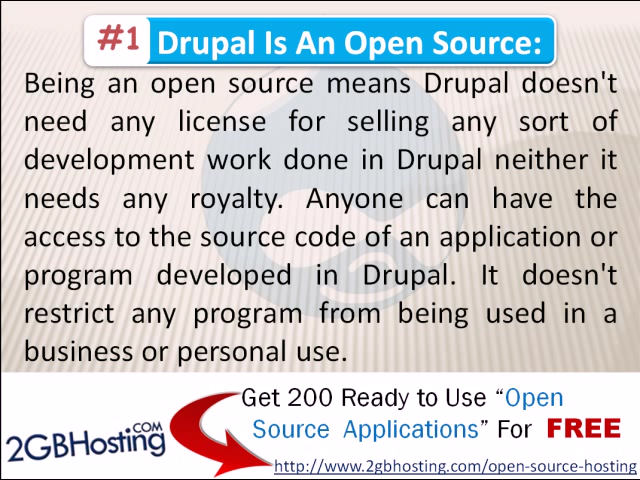 #1 Drupal Is An Open Source:
Being an open source means Drupal doesn't
need any license for selling any sort of
development work done in Drupal neither it
needs any royalty. Anyone can have the
access to the source code of an application or
program developed in Drupal. It doesn't
restrict any program from being used in a
business or personal use.
Get 200 Ready to Use “Open
Source Applications” For FREE
2GBHosting.COM
http://www.2gbhosting.com/open-source-hosting